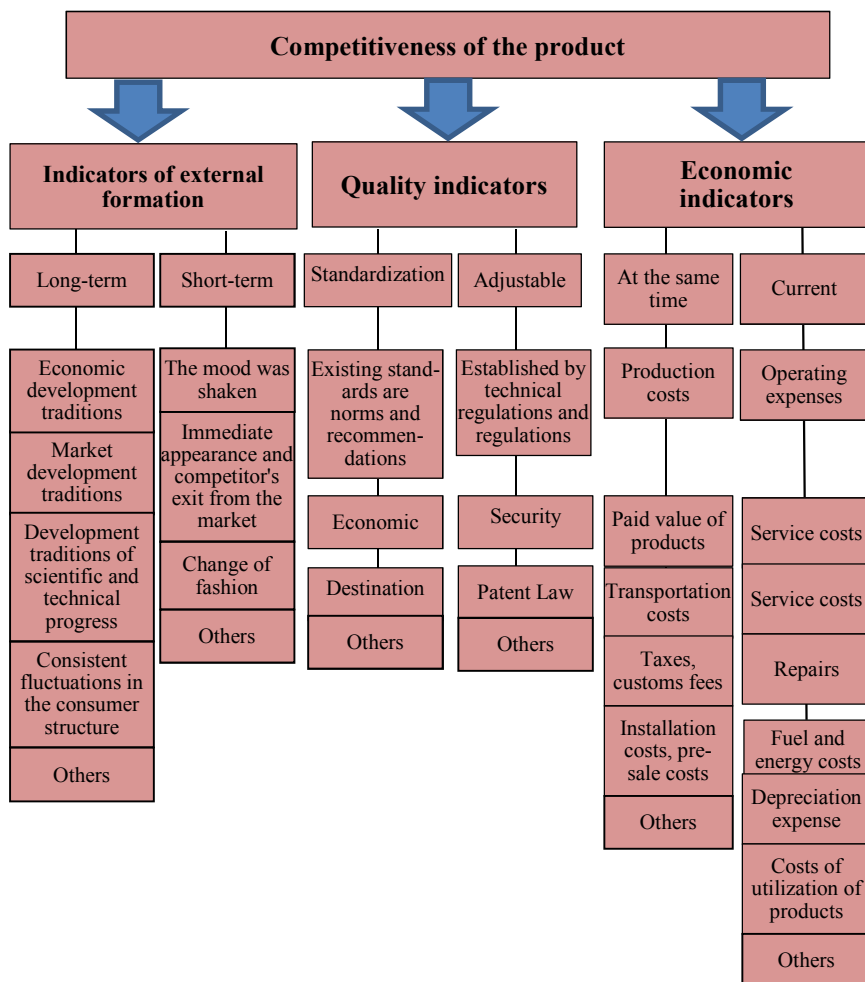 Competitiveness of the product
Indicators of external
formation
Quality indicators
Economic
indicators
Long-term
Short-term
Standardization
Adjustable
At the same
time
Current
Economic
development
traditions
Market
development
traditions
Development
traditions of
scientific and
technical
progress
Consistent
fluctuations in
the consumer
structure
Others
The mood was
shaken
Immediate
appearance and
competitor's
exit from the
market
Change of
fashion
Others
Existing stand-
ards are
norms and
recommen-
dations
Economic
Destination
Others
Established by
technical
regulations and
regulations
Security
Patent Law
Others
Production
costs
Paid value of
products
Transportation
costs
Taxes,
customs fees
Installation
costs, pre-
sale costs
Others
Operating
expenses
Service costs
Service costs
Repairs
Fuel and
energy costs
Depreciation
expense
Costs of
utilization of
products
Others